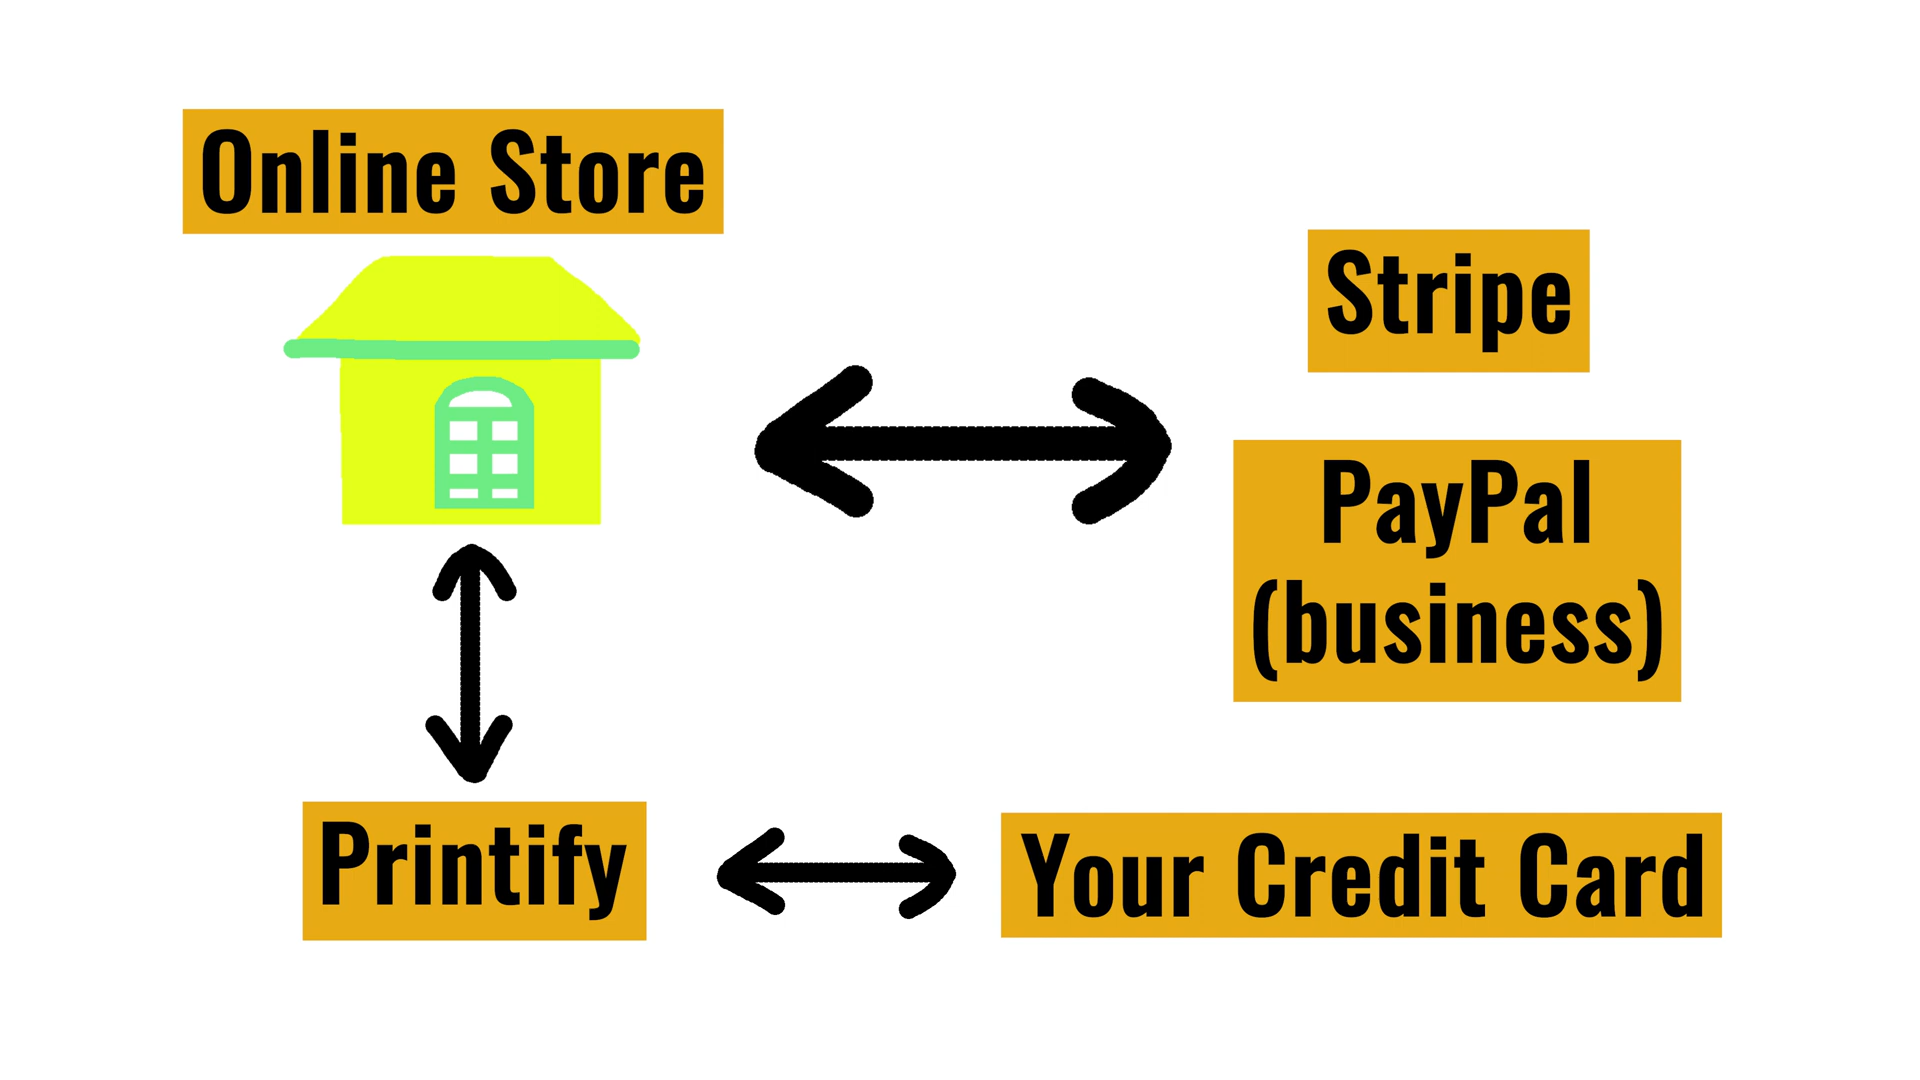 Online Store
Stripe
PayPal
(business)
Printify
Your Credit Card